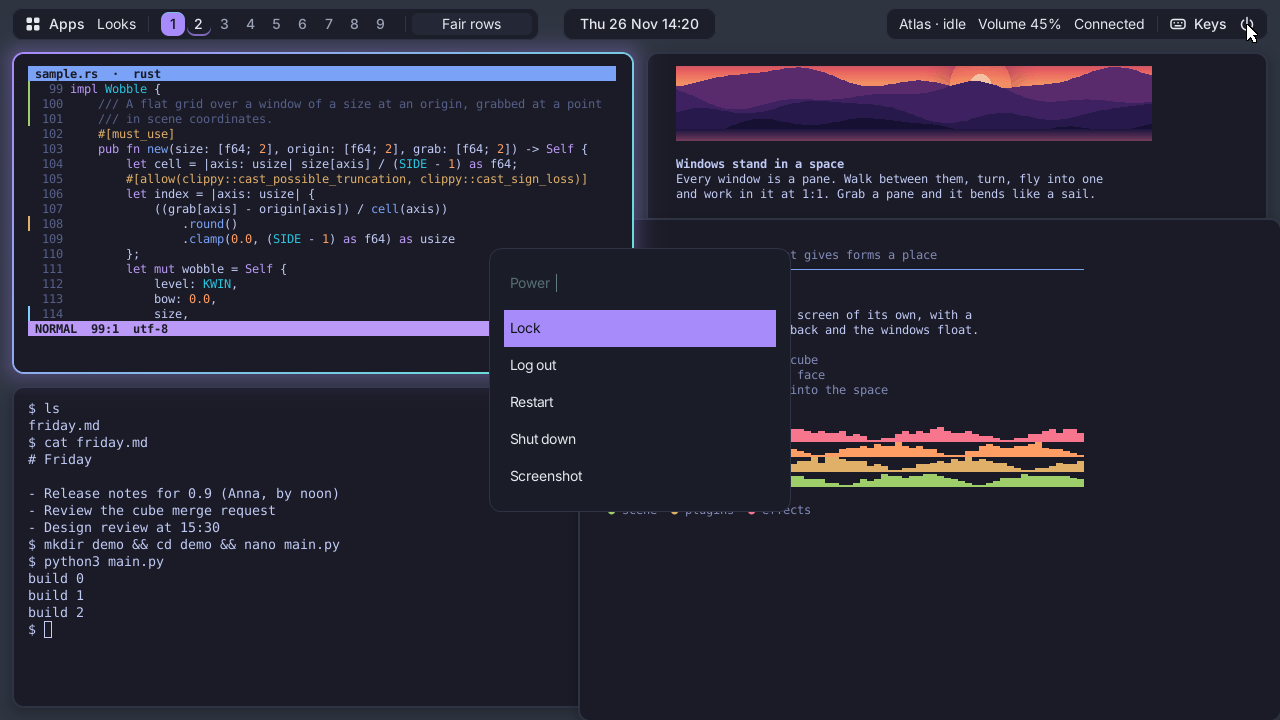 Apps Looks 1 2 3 4 5 6 7 8 9 Fair rows Thu 26 Nov 14:20 Atlas · idle Volume 45% Connected Keys
sample.rs · rust
99 impl Wobble {
100 /// A flat grid over a window of a size at an origin, grabbed at a point
101 /// in scene coordinates.
102 #[must_use]
103 pub fn new(size: [f64; 2], origin: [f64; 2], grab: [f64; 2]) -> Self {
104 let cell = |axis: usize| size[axis] / (SIDE - 1) as f64;
105 #[allow(clippy::cast_possible_truncation, clippy::cast_sign_loss)]
106 let index = |axis: usize| {
107 ((grab[axis] - origin[axis]) / cell(axis))
108 .round()
109 .clamp(0.0, (SIDE - 1) as f64) as usize
110 };
111 let mut wobble = Self {
112 level: KWIN,
113 bow: 0.0,
114 size,
NORMAL 99:1 utf-8
Windows stand in a space
Every window is a pane. Walk between them, turn, fly into one
and work in it at 1:1. Grab a pane and it bends like a sail.
t gives forms a place
screen of its own, with a
back and the windows float.
cube
face
into the space
scene plugins effects
Power
Lock
Log out
Restart
Shut down
Screenshot
$ ls
friday.md
$ cat friday.md
# Friday
- Release notes for 0.9 (Anna, by noon)
- Review the cube merge request
- Design review at 15:30
$ mkdir demo && cd demo && nano main.py
$ python3 main.py
build 0
build 1
build 2
$